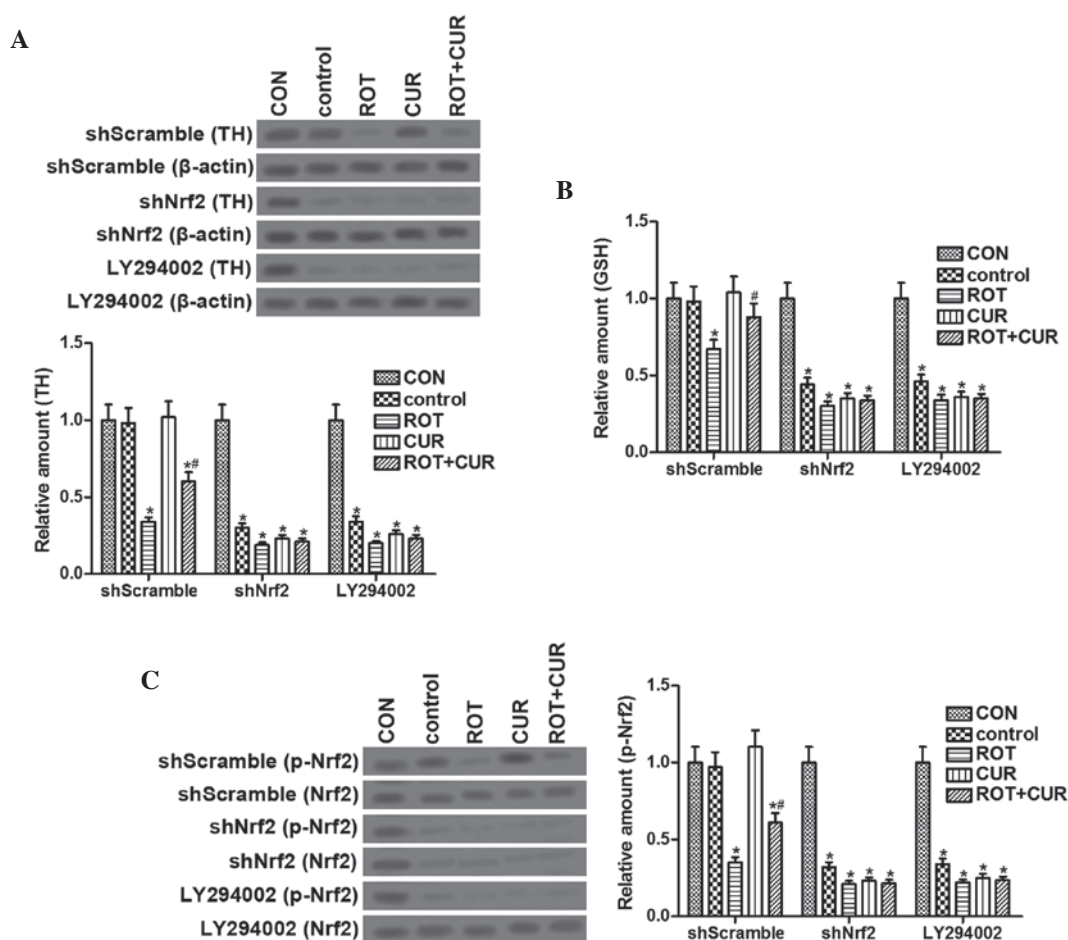 A
CON
control
ROT
CUR
ROT+CUR
shScramble (TH)
shScramble (β-actin)
shNrf2 (TH)
shNrf2 (β-actin)
LY294002 (TH)
LY294002 (β-actin)
Relative amount (TH)
1.5
1.0
0.5
0.0
CON
control
ROT
CUR
ROT+CUR
*
*#
* * * *
* * * *
shScramble shNrf2 LY294002
B
Relative amount (GSH)
1.5
1.0
0.5
0.0
CON
control
ROT
CUR
ROT+CUR
*
#
* * * *
* * * *
shScramble shNrf2 LY294002
C
CON
control
ROT
CUR
ROT+CUR
shScramble (p-Nrf2)
shScramble (Nrf2)
shNrf2 (p-Nrf2)
shNrf2 (Nrf2)
LY294002 (p-Nrf2)
LY294002 (Nrf2)
Relative amount (p-Nrf2)
1.5
1.0
0.5
0.0
CON
control
ROT
CUR
ROT+CUR
*
*#
* * * *
* * * *
shScramble shNrf2 LY294002